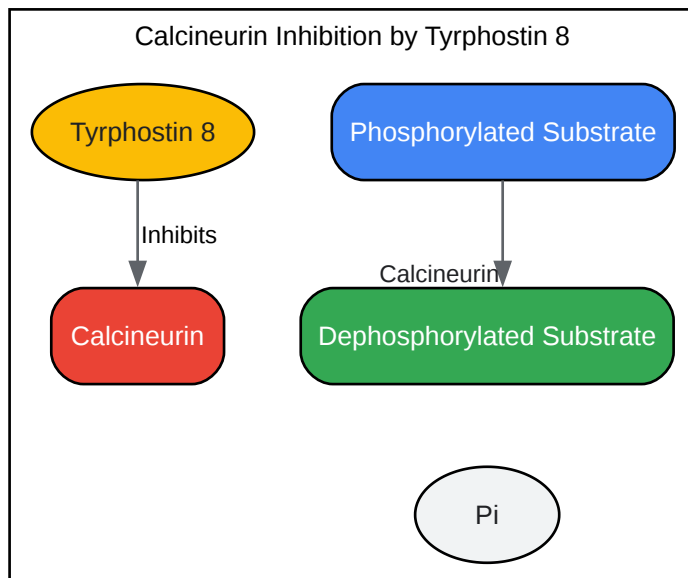 Calcineurin Inhibition by Tyrphostin 8
Tyrphostin 8
Phosphorylated Substrate
Inhibits
Calcineurin
Calcineurin
Dephosphorylated Substrate
Pi